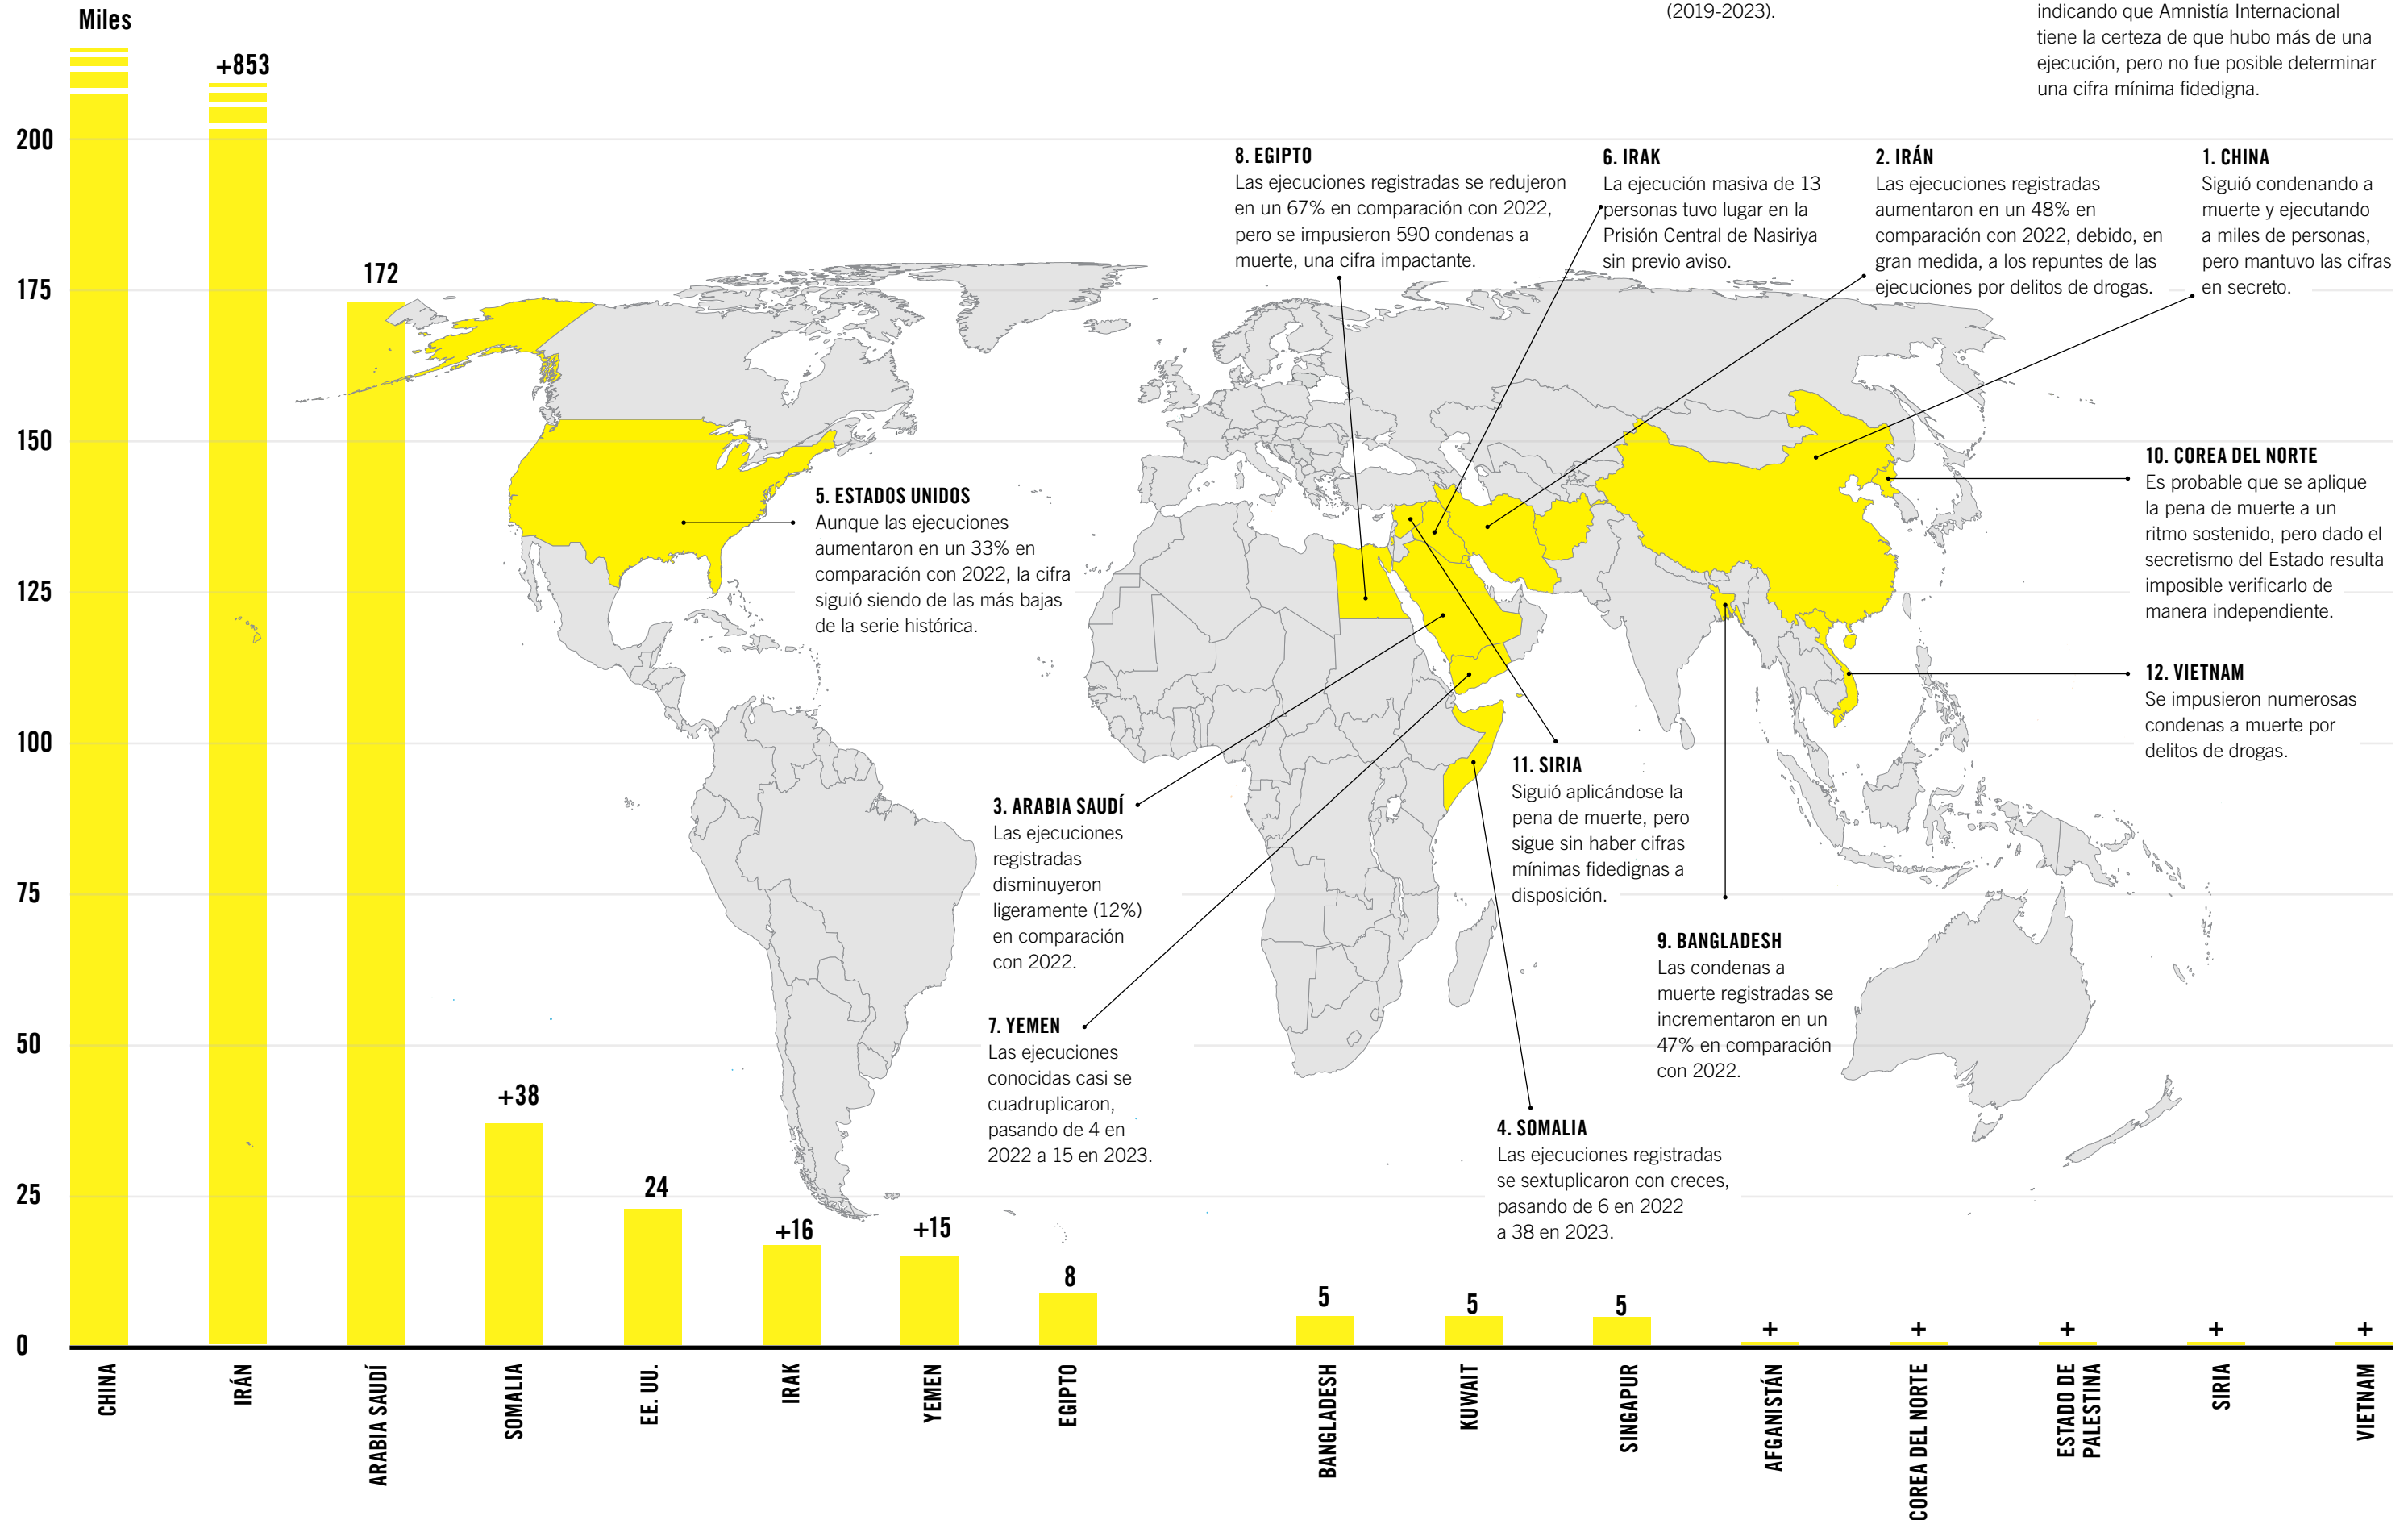 (2019-2023).
indicando que Amnistía Internacional
tiene la certeza de que hubo más de una
ejecución, pero no fue posible determinar
una cifra mínima fidedigna.
Miles
+853
200
175
150
125
100
75
50
25
0
172
+38
24
+16
+15
8
5
5
5
+
+
+
+
+
8. EGIPTO
Las ejecuciones registradas se redujeron
en un 67% en comparación con 2022,
pero se impusieron 590 condenas a
muerte, una cifra impactante.
6. IRAK
La ejecución masiva de 13
personas tuvo lugar en la
Prisión Central de Nasiriya
sin previo aviso.
2. IRÁN
Las ejecuciones registradas
aumentaron en un 48% en
comparación con 2022, debido, en
gran medida, a los repuntes de las
ejecuciones por delitos de drogas.
1. CHINA
Siguió condenando a
muerte y ejecutando
a miles de personas,
pero mantuvo las cifras
en secreto.
5. ESTADOS UNIDOS
Aunque las ejecuciones
aumentaron en un 33% en
comparación con 2022, la cifra
siguió siendo de las más bajas
de la serie histórica.
10. COREA DEL NORTE
Es probable que se aplique
la pena de muerte a un
ritmo sostenido, pero dado el
secretismo del Estado resulta
imposible verificarlo de
manera independiente.
12. VIETNAM
Se impusieron numerosas
condenas a muerte por
delitos de drogas.
3. ARABIA SAUDÍ
Las ejecuciones
registradas
disminuyeron
ligeramente (12%)
en comparación
con 2022.
11. SIRIA
Siguió aplicándose la
pena de muerte, pero
sigue sin haber cifras
mínimas fidedignas a
disposición.
9. BANGLADESH
Las condenas a
muerte registradas se
incrementaron en un
47% en comparación
con 2022.
7. YEMEN
Las ejecuciones
conocidas casi se
cuadruplicaron,
pasando de 4 en
2022 a 15 en 2023.
4. SOMALIA
Las ejecuciones registradas
se sextuplicaron con creces,
pasando de 6 en 2022
a 38 en 2023.
CHINA
IRÁN
ARABIA SAUDÍ
SOMALIA
EE. UU.
IRAK
YEMEN
EGIPTO
BANGLADESH
KUWAIT
SINGAPUR
AFGANISTÁN
COREA DEL NORTE
ESTADO DE
PALESTINA
SIRIA
VIETNAM